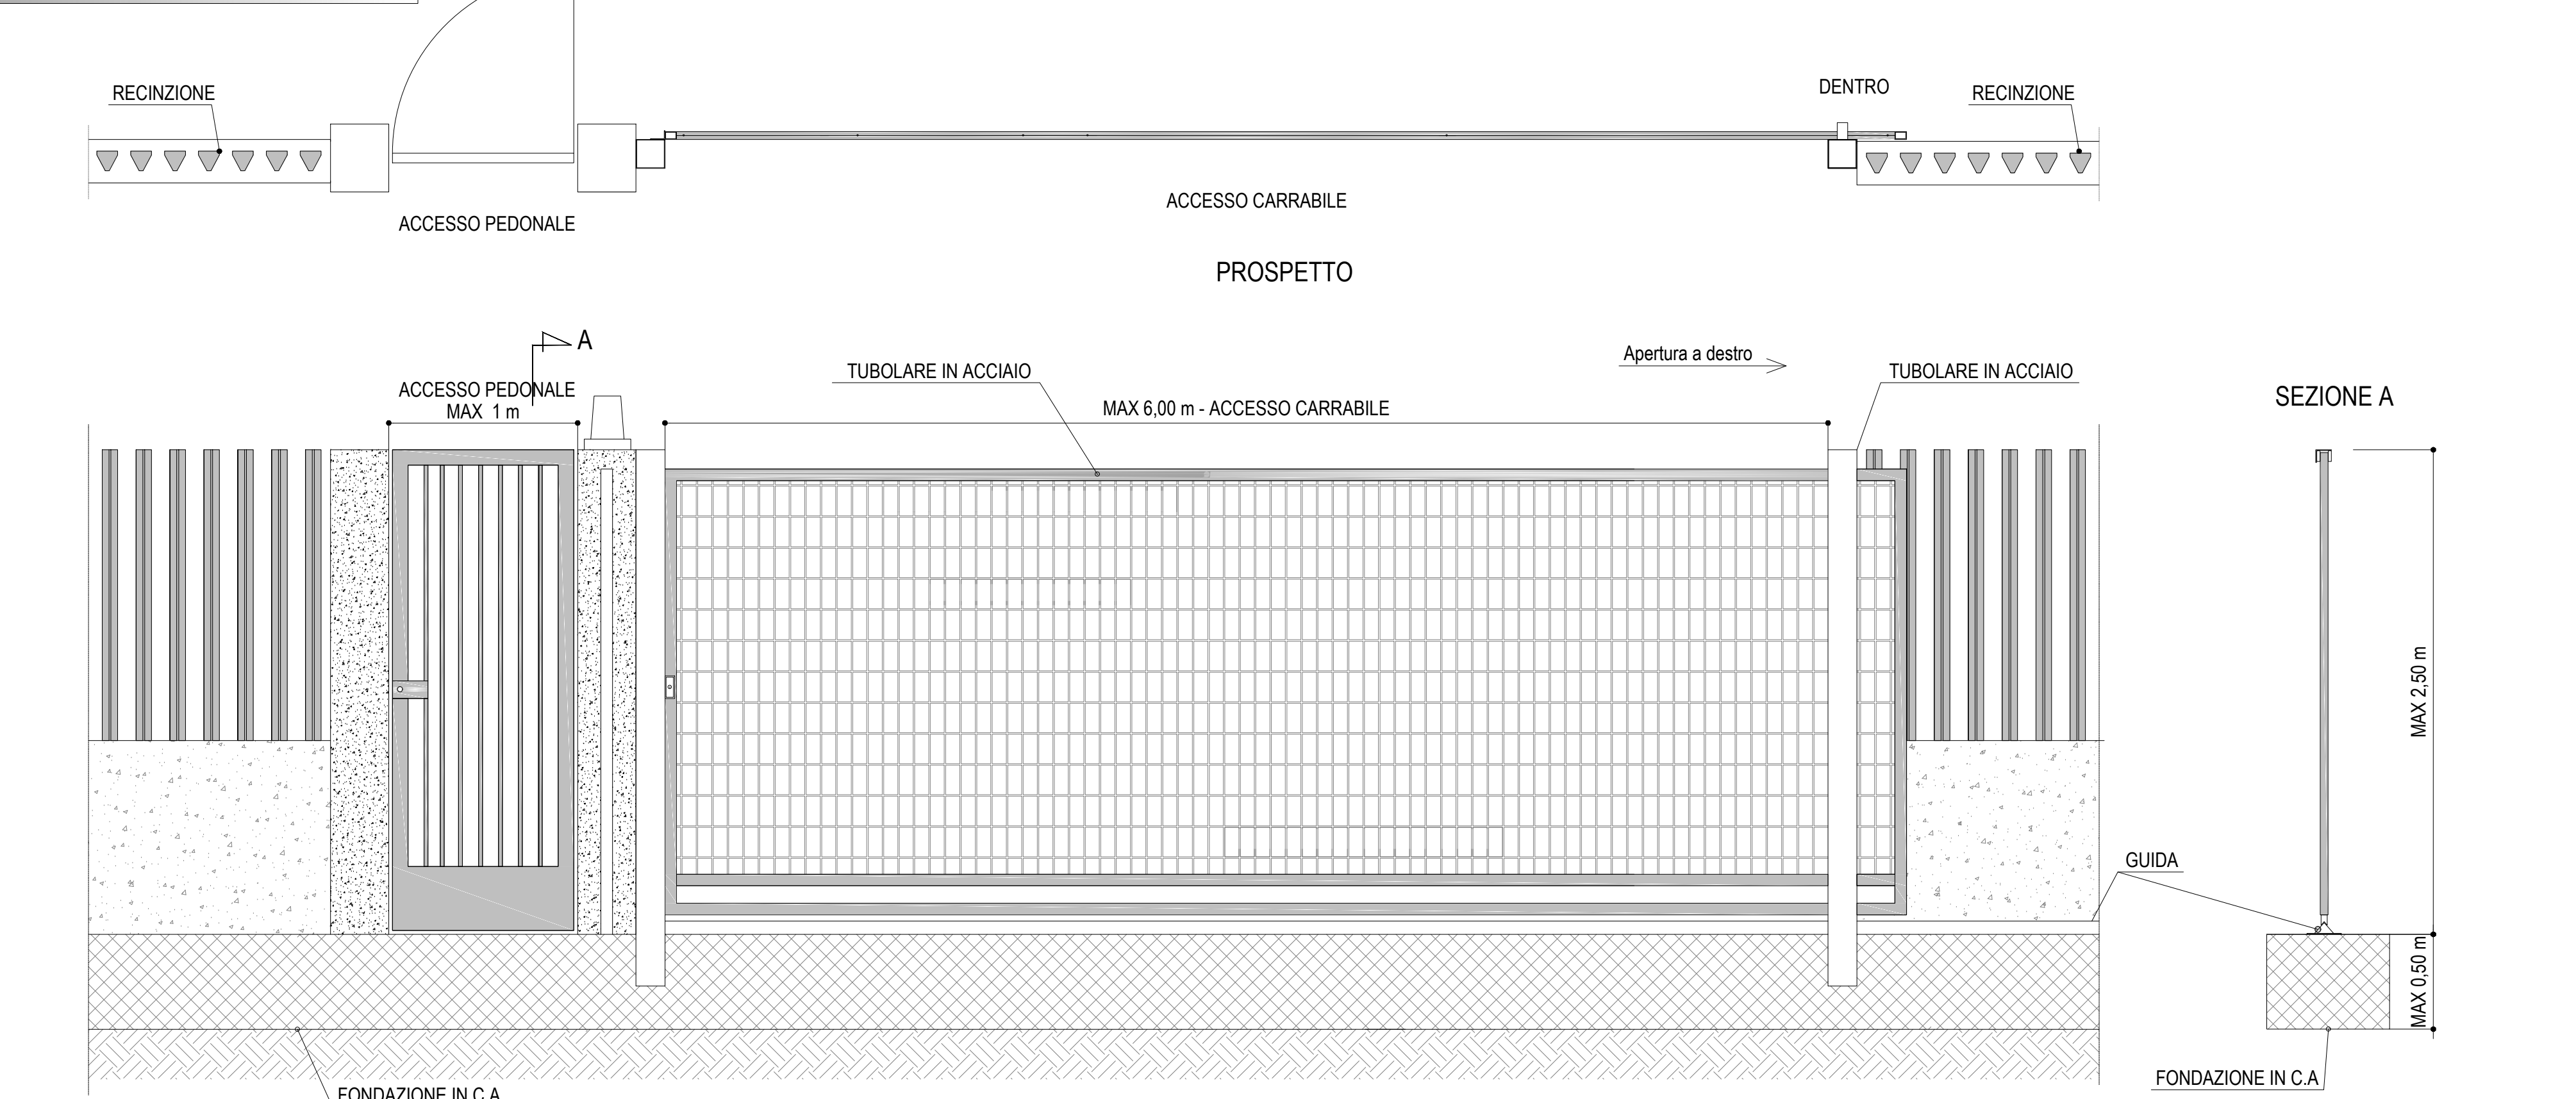 DENTRO
RECINZIONE
RECINZIONE
ACCESSO CARRABILE
ACCESSO PEDONALE
PROSPETTO
A
Apertura a destro
TUBOLARE IN ACCIAIO
TUBOLARE IN ACCIAIO
ACCESSO PEDONALE
SEZIONE A
MAX 1 m
MAX 6,00 m - ACCESSO CARRABILE
MAX 2,50 m
GUIDA
MAX 0,50 m
FONDAZIONE IN C.A
FONDAZIONE IN C.A